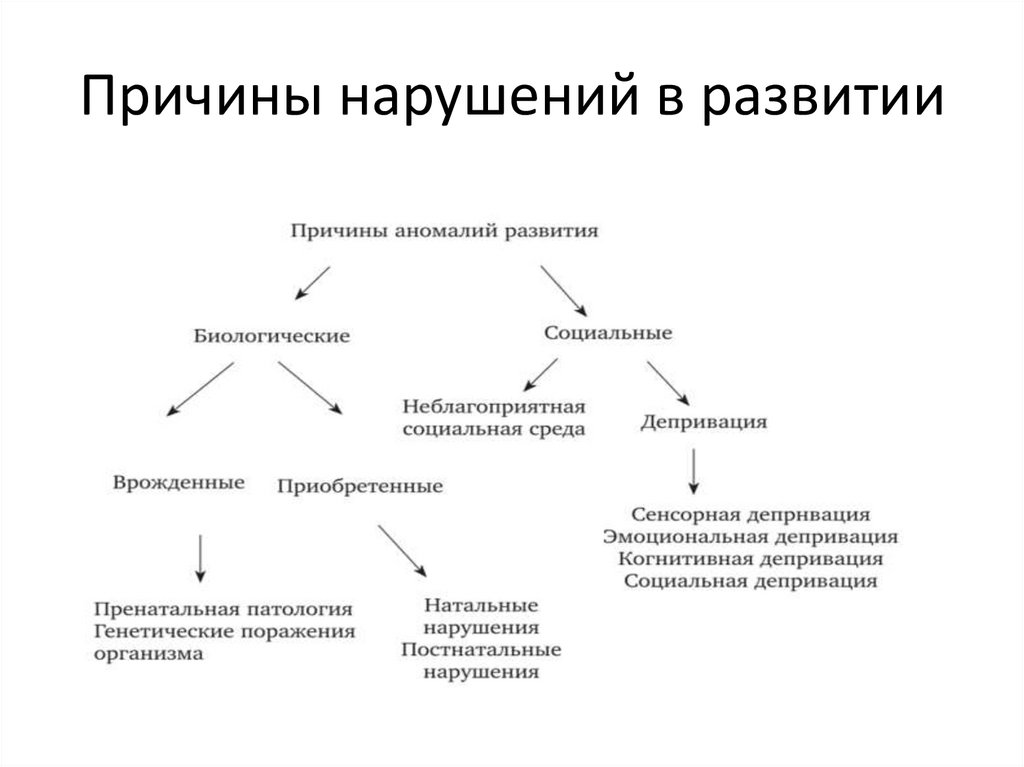 Причины нарушений в развитии
Причины аномалий развития
Биологические
Социальные
Неблагоприятная
социальная среда
Депривация
Врожденные
Приобретенные
Сенсорная депрнвация
Эмоциональная депривация
Когнитивная депривация
Социальная депривация
Пренатальная патология
Генетические поражения
организма
Натальные
нарушения
Постнатальные
нарушения